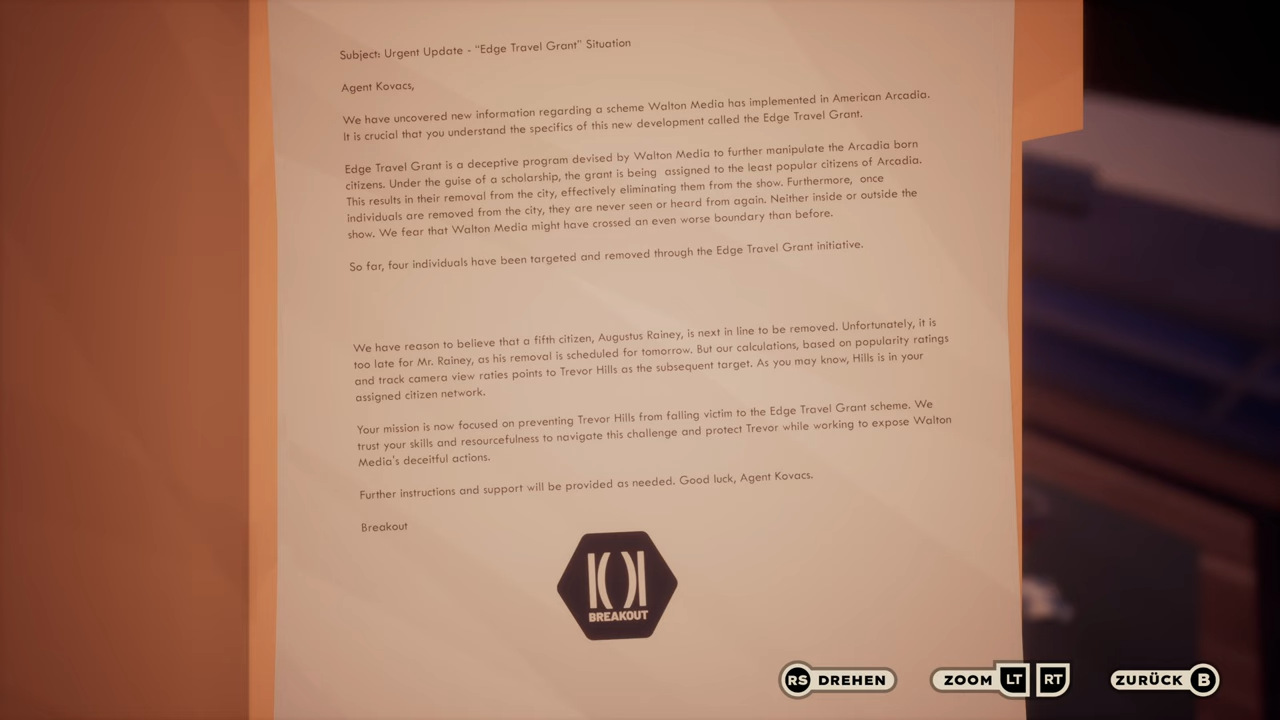 Subject: Urgent Update - "Edge Travel Grant" Situation
Agent Kovacs,
We have uncovered new information regarding a scheme Walton Media has implemented in American Arcadia.
It is crucial that you understand the specifics of this new development called the Edge Travel Grant.
Edge Travel Grant is a deceptive program devised by Walton Media to further manipulate the Arcadia born
citizens. Under the guise of a scholarship, the grant is being assigned to the least popular citizens of Arcadia.
This results in their removal from the city, effectively eliminating them from the show. Furthermore, once
individuals are removed from the city, they are never seen or heard from again. Neither inside or outside the
show. We fear that Walton Media might have crossed an even worse boundary than before.
So far, four individuals have been targeted and removed through the Edge Travel Grant initiative.
We have reason to believe that a fifth citizen, Augustus Rainey, is next in line to be removed. Unfortunately, it is
too late for Mr. Rainey, as his removal is scheduled for tomorrow. But our calculations, based on popularity ratings
and track camera view raties points to Trevor Hills as the subsequent target. As you may know, Hills is in your
assigned citizen network.
Your mission is now focused on preventing Trevor Hills from falling victim to the Edge Travel Grant scheme. We
trust your skills and resourcefulness to navigate this challenge and protect Trevor while working to expose Walton
Media's deceitful actions.
Further instructions and support will be provided as needed. Good luck, Agent Kovacs.
Breakout
BREAKOUT
RS DREHEN ZOOM LT RT ZURÜCK B